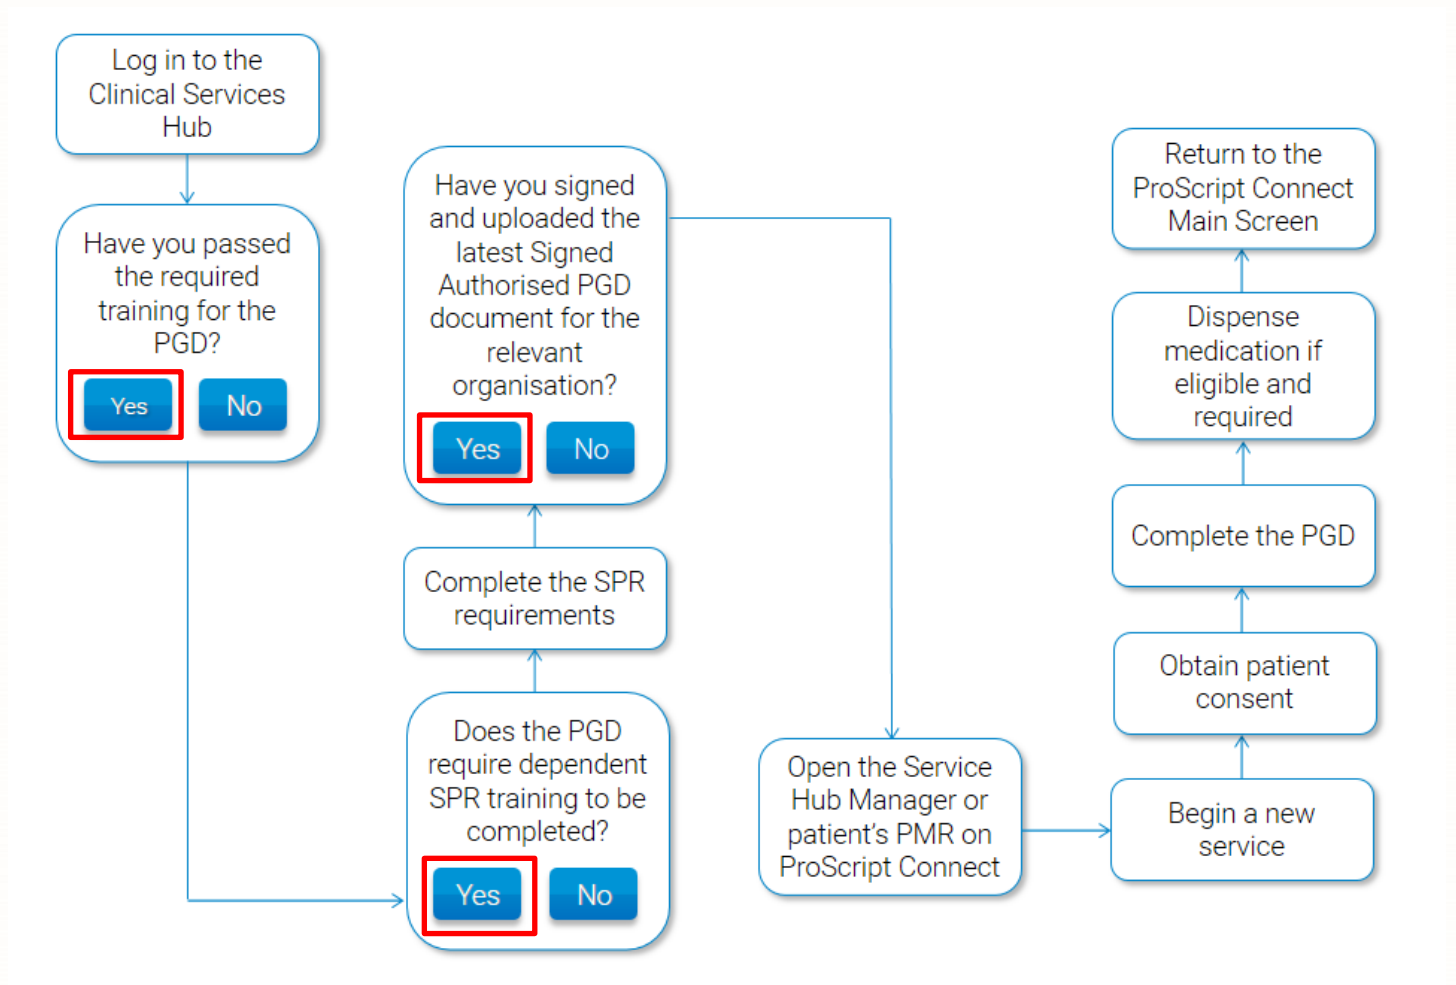 Log in to the
Clinical Services
Hub
Have you passed
the required
training for the
PGD?
Yes
No
Does the PGD
require dependent
SPR training to be
completed?
Yes
No
Complete the SPR
requirements
Have you signed
and uploaded the
latest Signed
Authorised PGD
document for the
relevant
organisation?
Yes
No
Open the Service
Hub Manager or
patient’s PMR on
ProScript Connect
Begin a new
service
Obtain patient
consent
Complete the PGD
Dispense
medication if
eligible and
required
Return to the
ProScript Connect
Main Screen